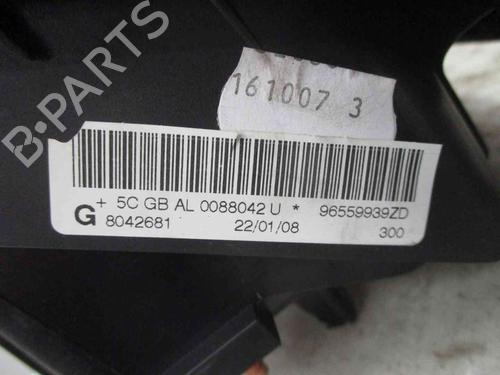 161007 3
+ 5C GB AL 0088042 U * 96559939ZD
G 8042681 22/01/08 300
B-PARTS